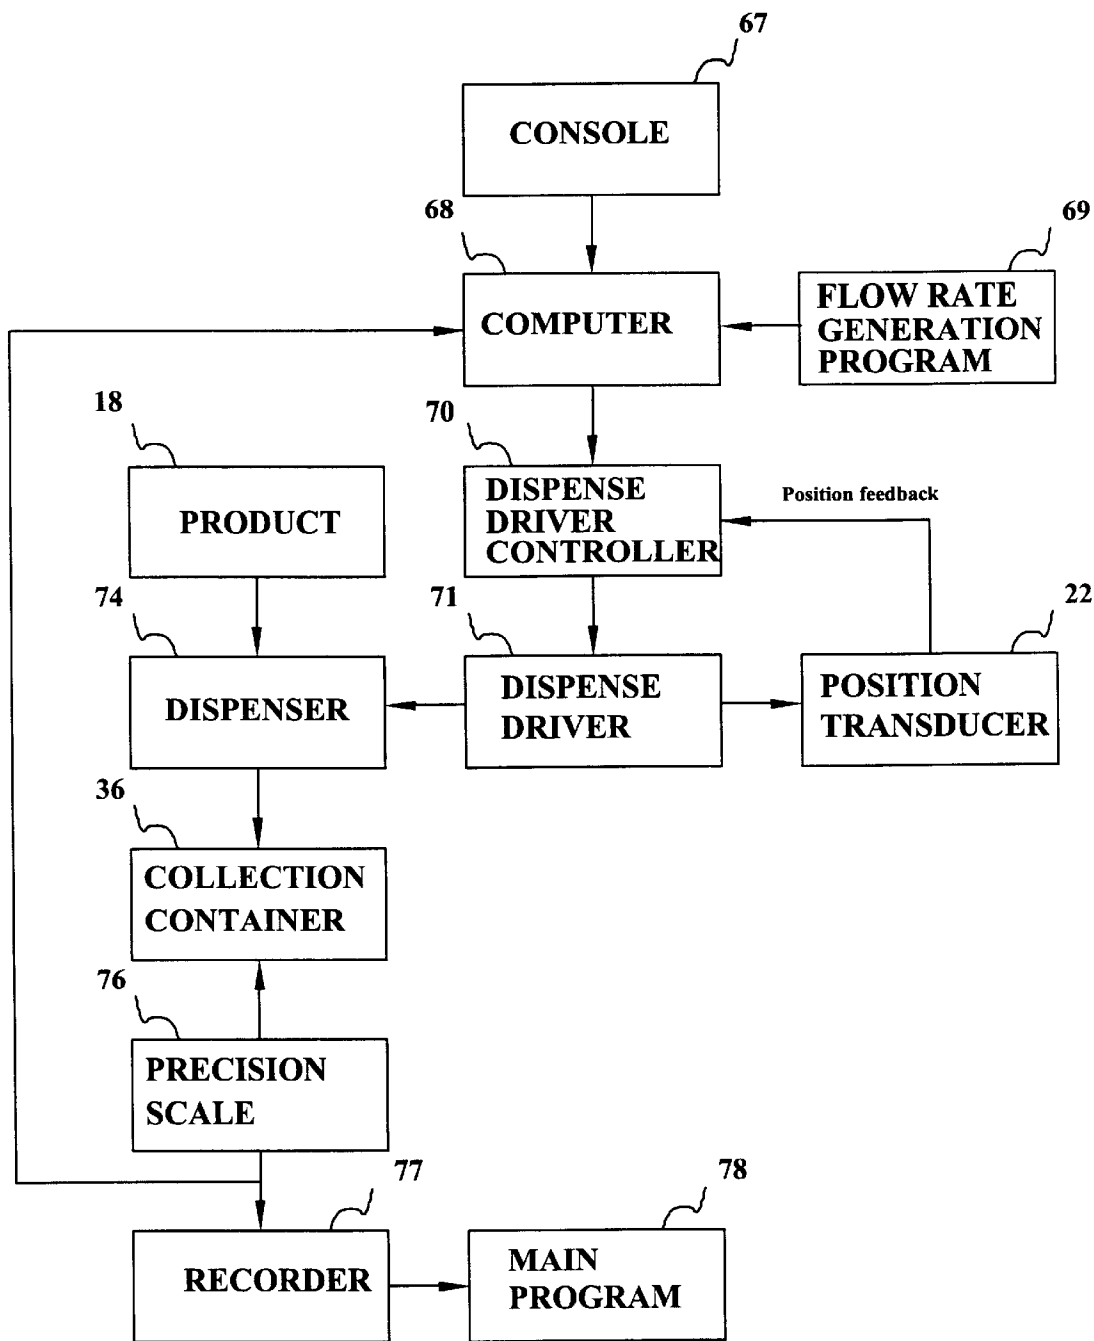 67
CONSOLE
68
69
COMPUTER
FLOW RATE
GENERATION
PROGRAM
18
70
PRODUCT
DISPENSE
DRIVER
CONTROLLER
Position feedback
74
71
22
DISPENSER
DISPENSE
DRIVER
POSITION
TRANSDUCER
36
COLLECTION
CONTAINER
76
PRECISION
SCALE
77
78
RECORDER
MAIN
PROGRAM